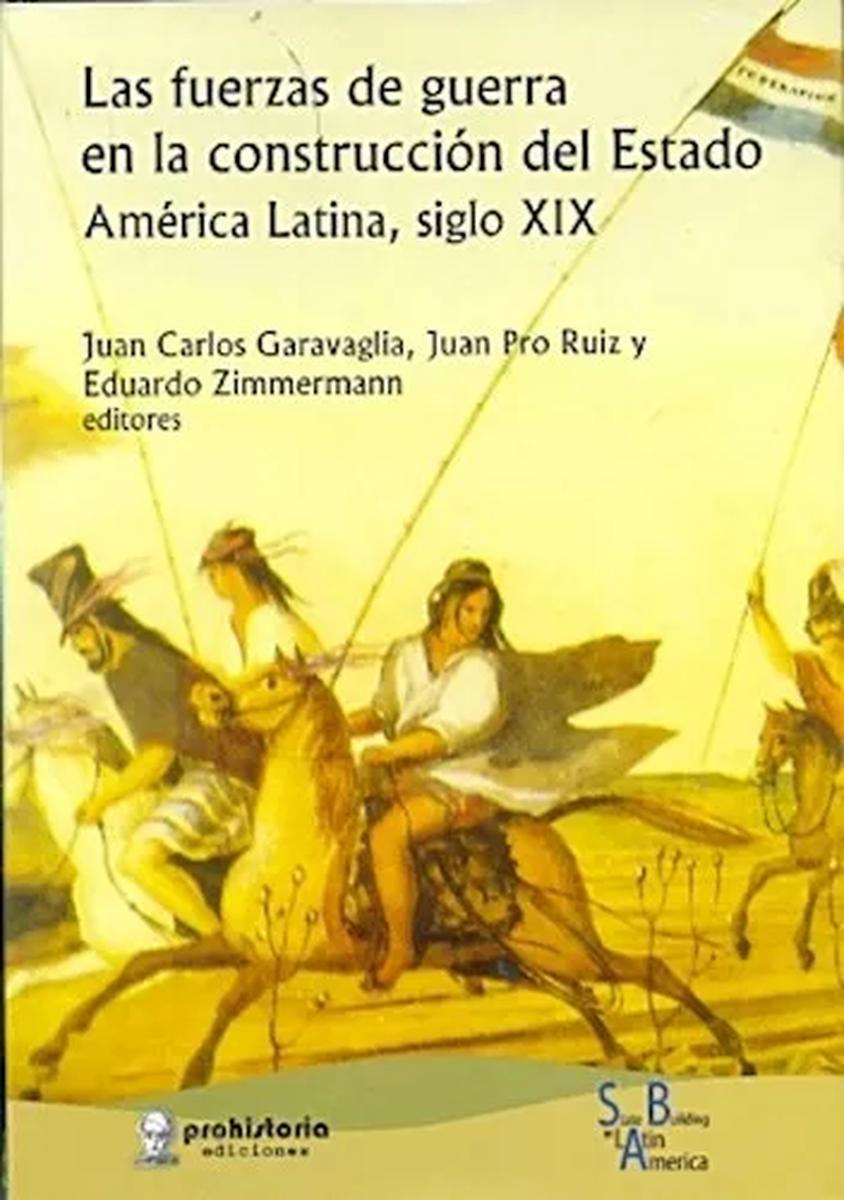 FEDERACION
Las fuerzas de guerra
en la construcción del Estado
América Latina, siglo XIX
Juan Carlos Garavaglia, Juan Pro Ruiz y
Eduardo Zimmermann
editores
prohistoria
ediciones
State Building
in LAtin
America